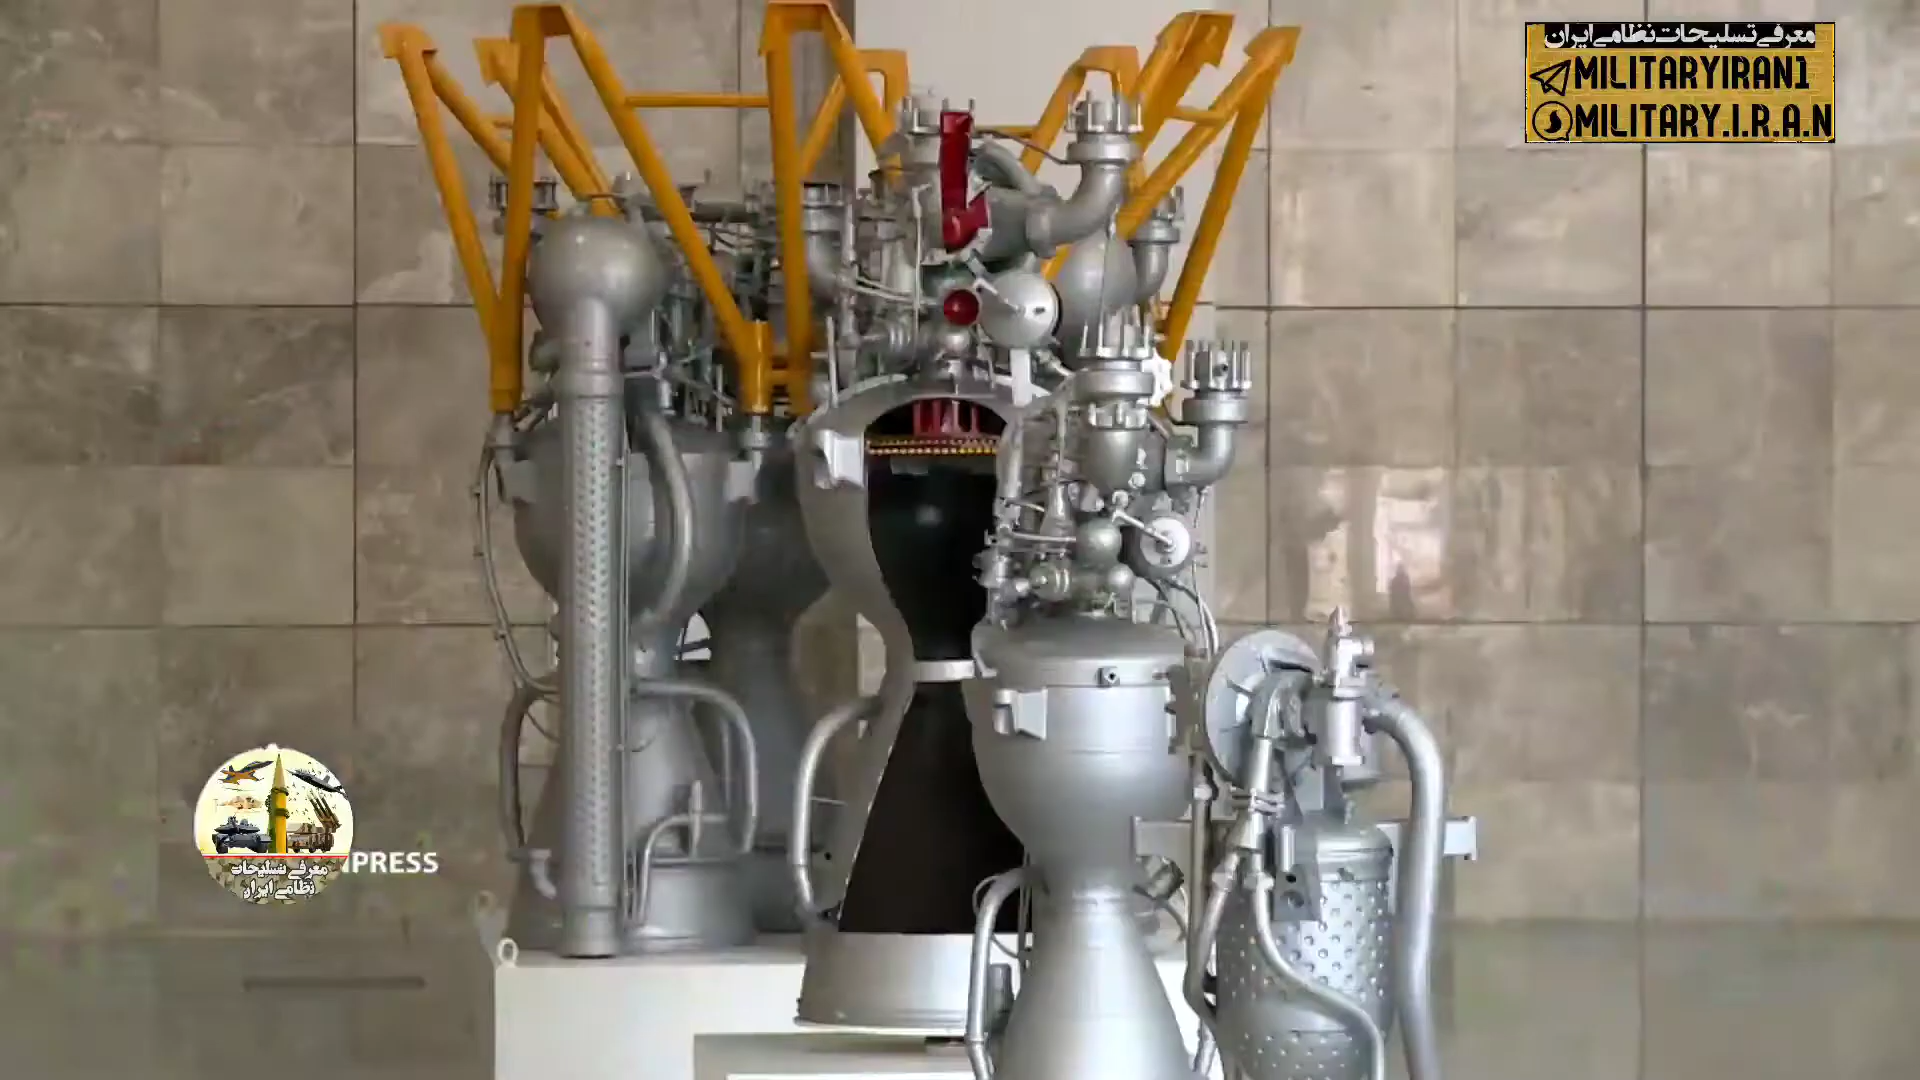 معرفی تسلیحات نظامی ایران
MILITARYIRAN1
MILITARY.I.R.A.N
معرفی تسلیحات
نظامی ایران
PRESS